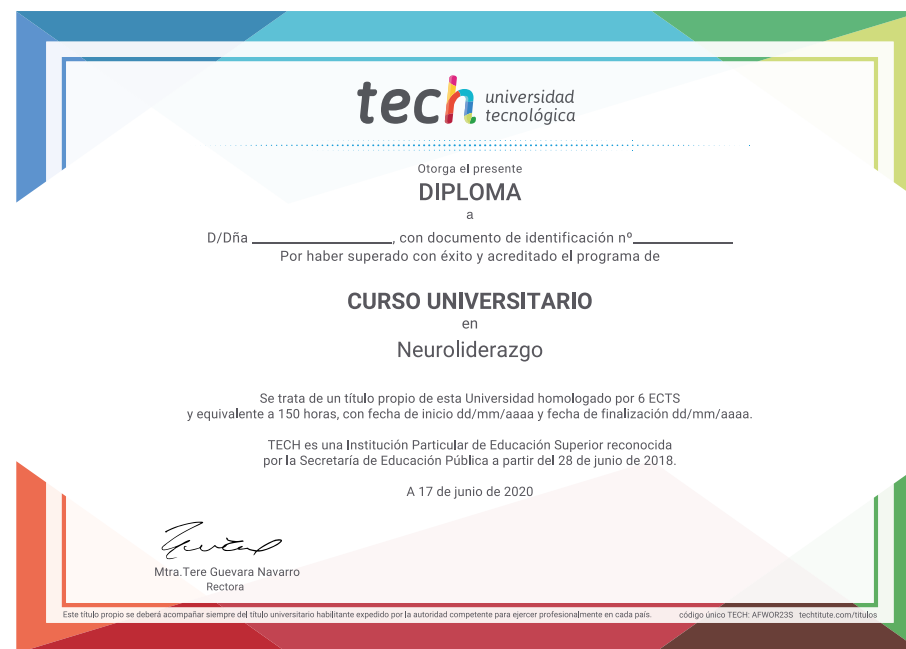 tech universidad
tecnológica
Otorga el presente
DIPLOMA
a
D/Dña ________________, con documento de identificación nº____________
Por haber superado con éxito y acreditado el programa de
CURSO UNIVERSITARIO
en
Neuroliderazgo
Se trata de un título propio de esta Universidad homologado por 6 ECTS
y equivalente a 150 horas, con fecha de inicio dd/mm/aaaa y fecha de finalización dd/mm/aaaa.
TECH es una Institución Particular de Educación Superior reconocida
por la Secretaría de Educación Pública a partir del 28 de junio de 2018.
A 17 de junio de 2020
Mtra.Tere Guevara Navarro
Rectora
Este título propio se deberá acompañar siempre del título universitario habilitante expedido por la autoridad competente para ejercer profesionalmente en cada país. código único TECH: AFWOR23S techtitute.com/titulos